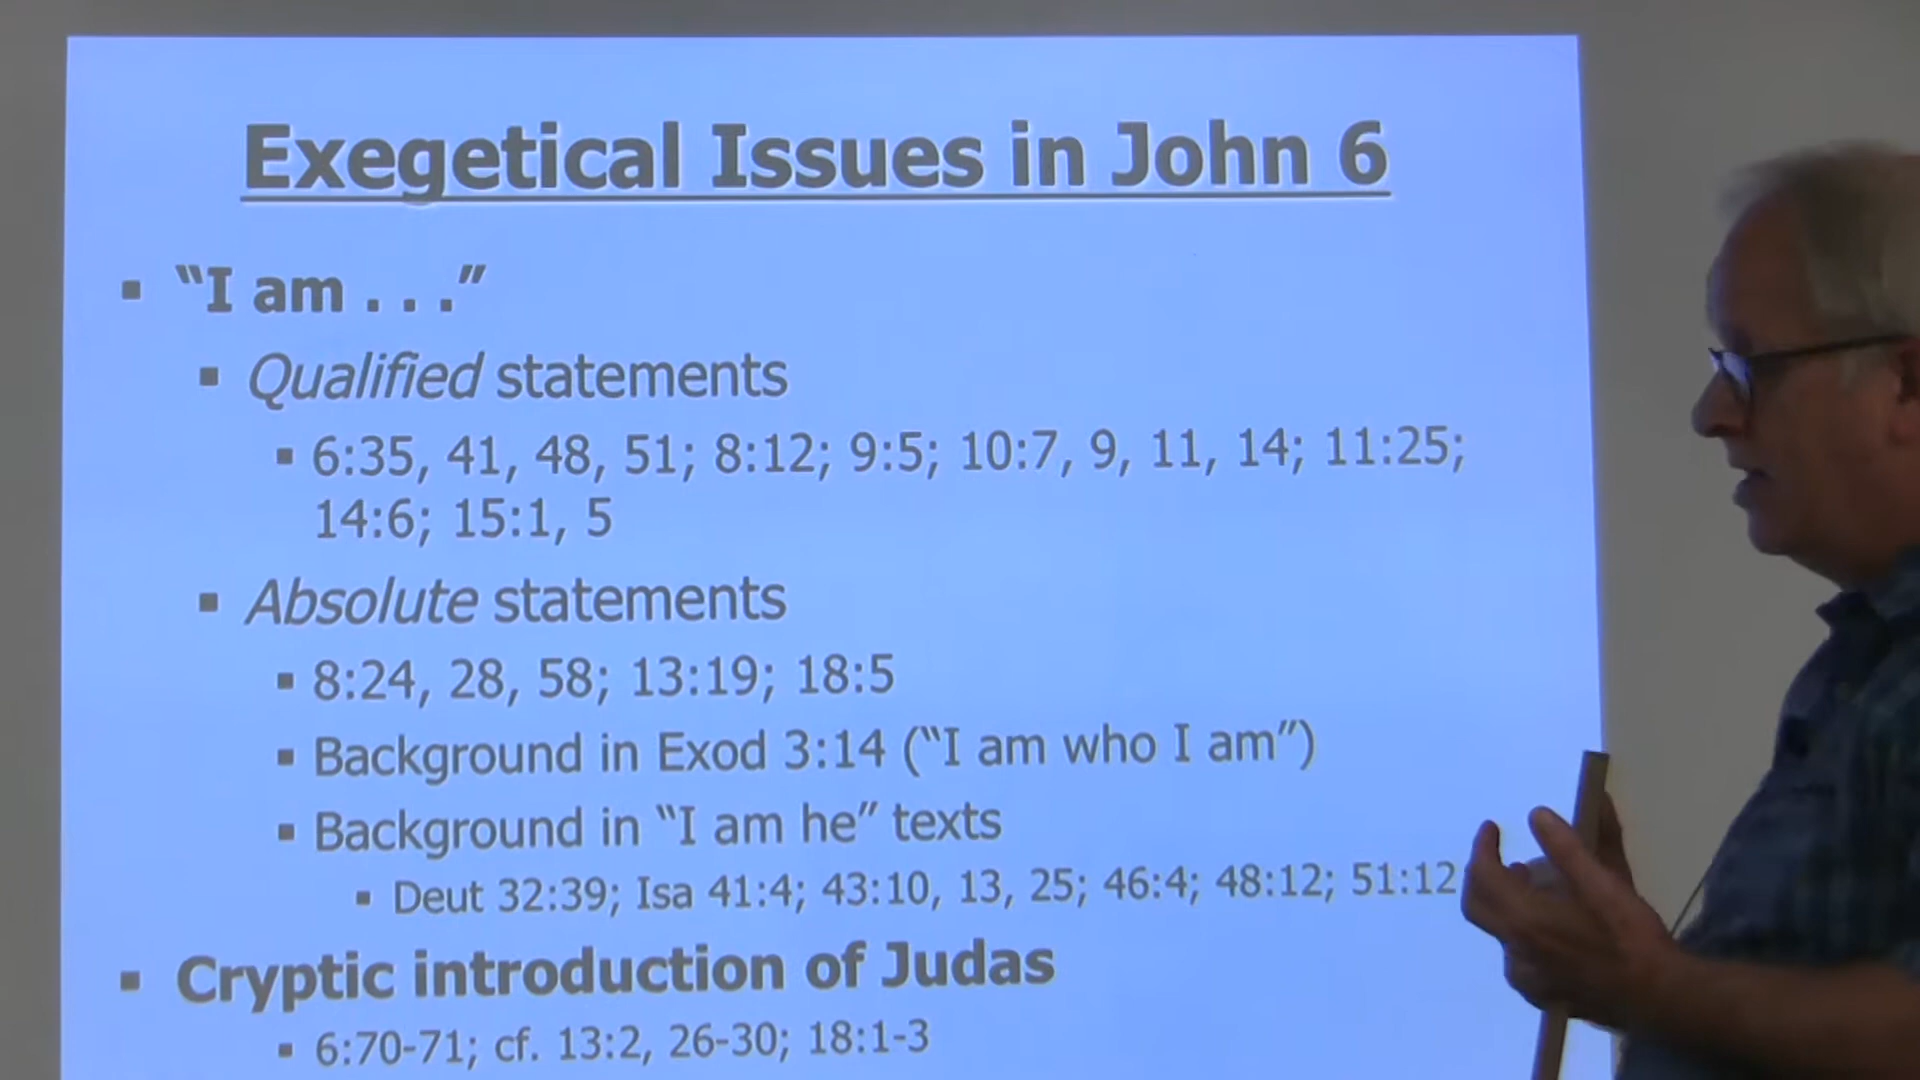 Exegetical Issues in John 6
▪ “I am . . .”
▪ Qualified statements
▪ 6:35, 41, 48, 51; 8:12; 9:5; 10:7, 9, 11, 14; 11:25;
14:6; 15:1, 5
▪ Absolute statements
▪ 8:24, 28, 58; 13:19; 18:5
▪ Background in Exod 3:14 (“I am who I am”)
▪ Background in “I am he” texts
▪ Deut 32:39; Isa 41:4; 43:10, 13, 25; 46:4; 48:12; 51:12
▪ Cryptic introduction of Judas
▪ 6:70-71; cf. 13:2, 26-30; 18:1-3